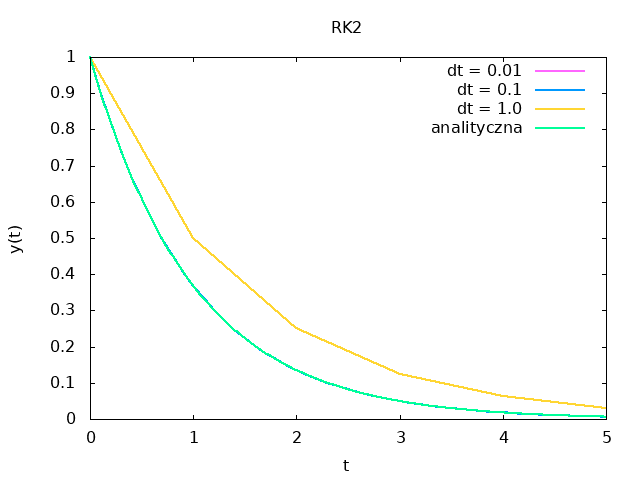 RK2
1
0.9
0.8
0.7
0.6
0.5
0.4
0.3
0.2
0.1
0
y(t)
dt = 0.01
dt = 0.1
dt = 1.0
analityczna
0 1 2 3 4 5
t